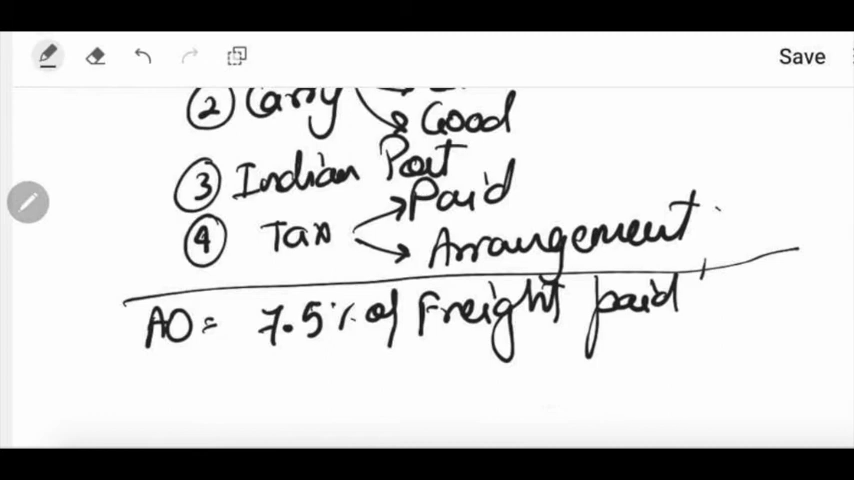 Save
② Carry
Good
③ Indian Port
④ Tax
Paid
Arrangement
AO = 7.5% of Freight paid